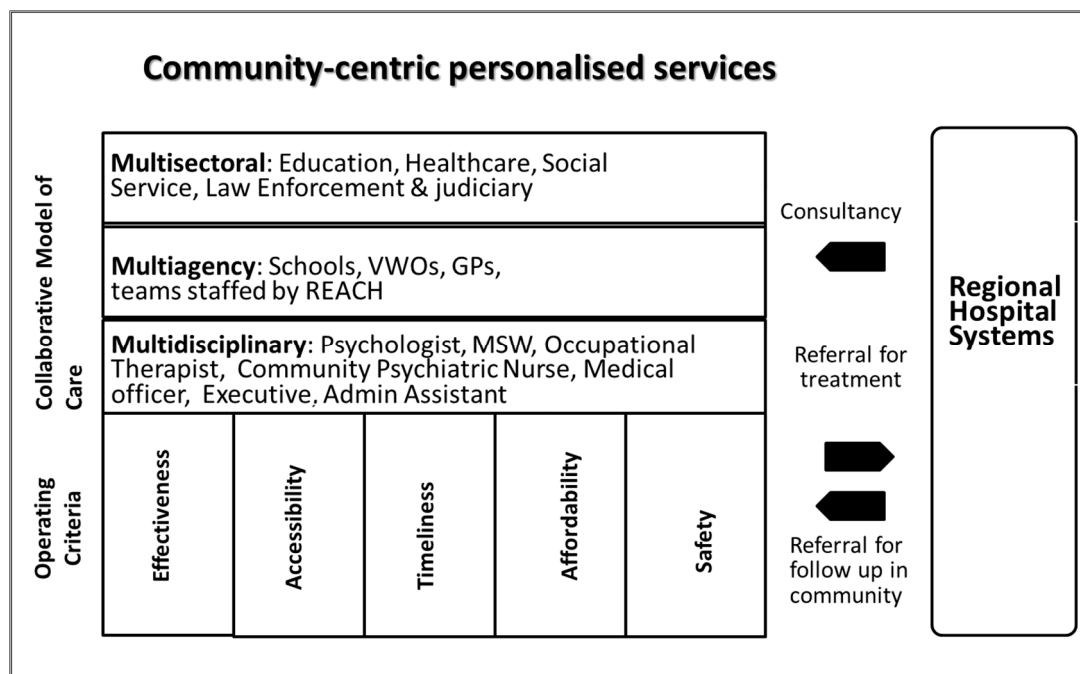 Community-centric personalised services
Collaborative Model of
Care
Multisectoral: Education, Healthcare, Social
Service, Law Enforcement & judiciary
Multiagency: Schools, VWOs, GPs,
teams staffed by REACH
Multidisciplinary: Psychologist, MSW, Occupational
Therapist, Community Psychiatric Nurse, Medical
officer, Executive, Admin Assistant
Operating
Criteria
Effectiveness
Accessibility
Timeliness
Affordability
Safety
Consultancy
Referral for
treatment
Referral for
follow up in
community
Regional
Hospital
Systems